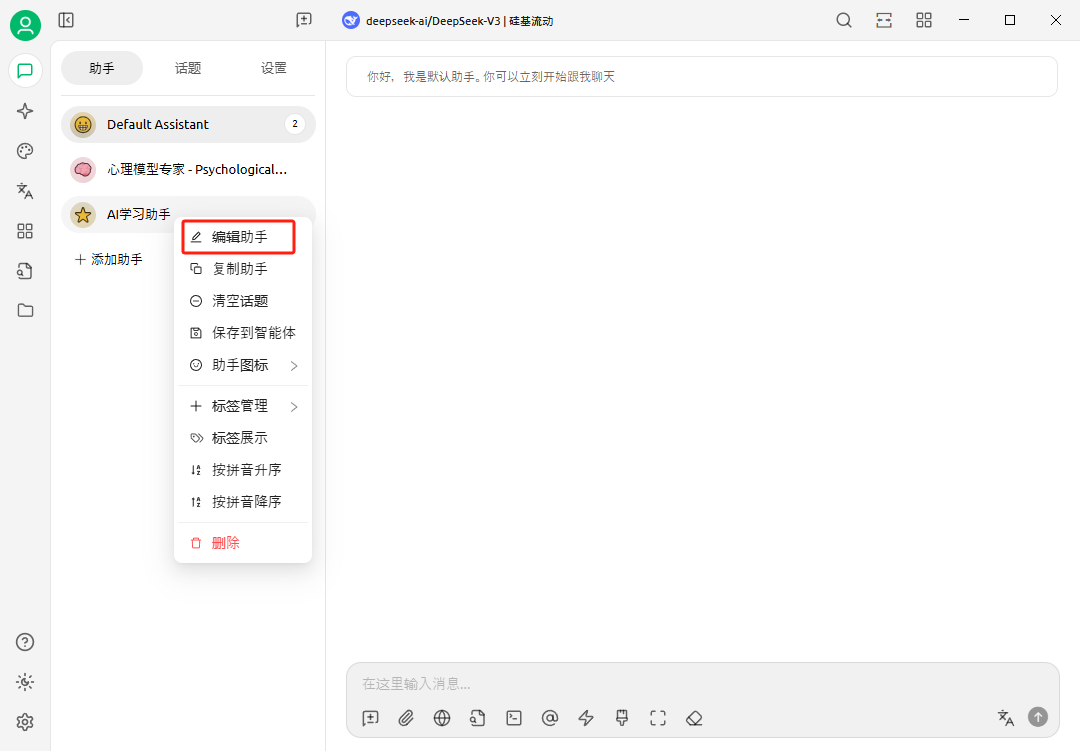 deepseek-ai/DeepSeek-V3 | 硅基流动
助手 话题 设置
Default Assistant 2
心理模型专家 - Psychological...
AI学习助手
添加助手
编辑助手
复制助手
清空话题
保存到智能体
助手图标
标签管理
标签展示
按拼音升序
按拼音降序
删除
你好，我是默认助手。你可以立刻开始跟我聊天
在这里输入消息...